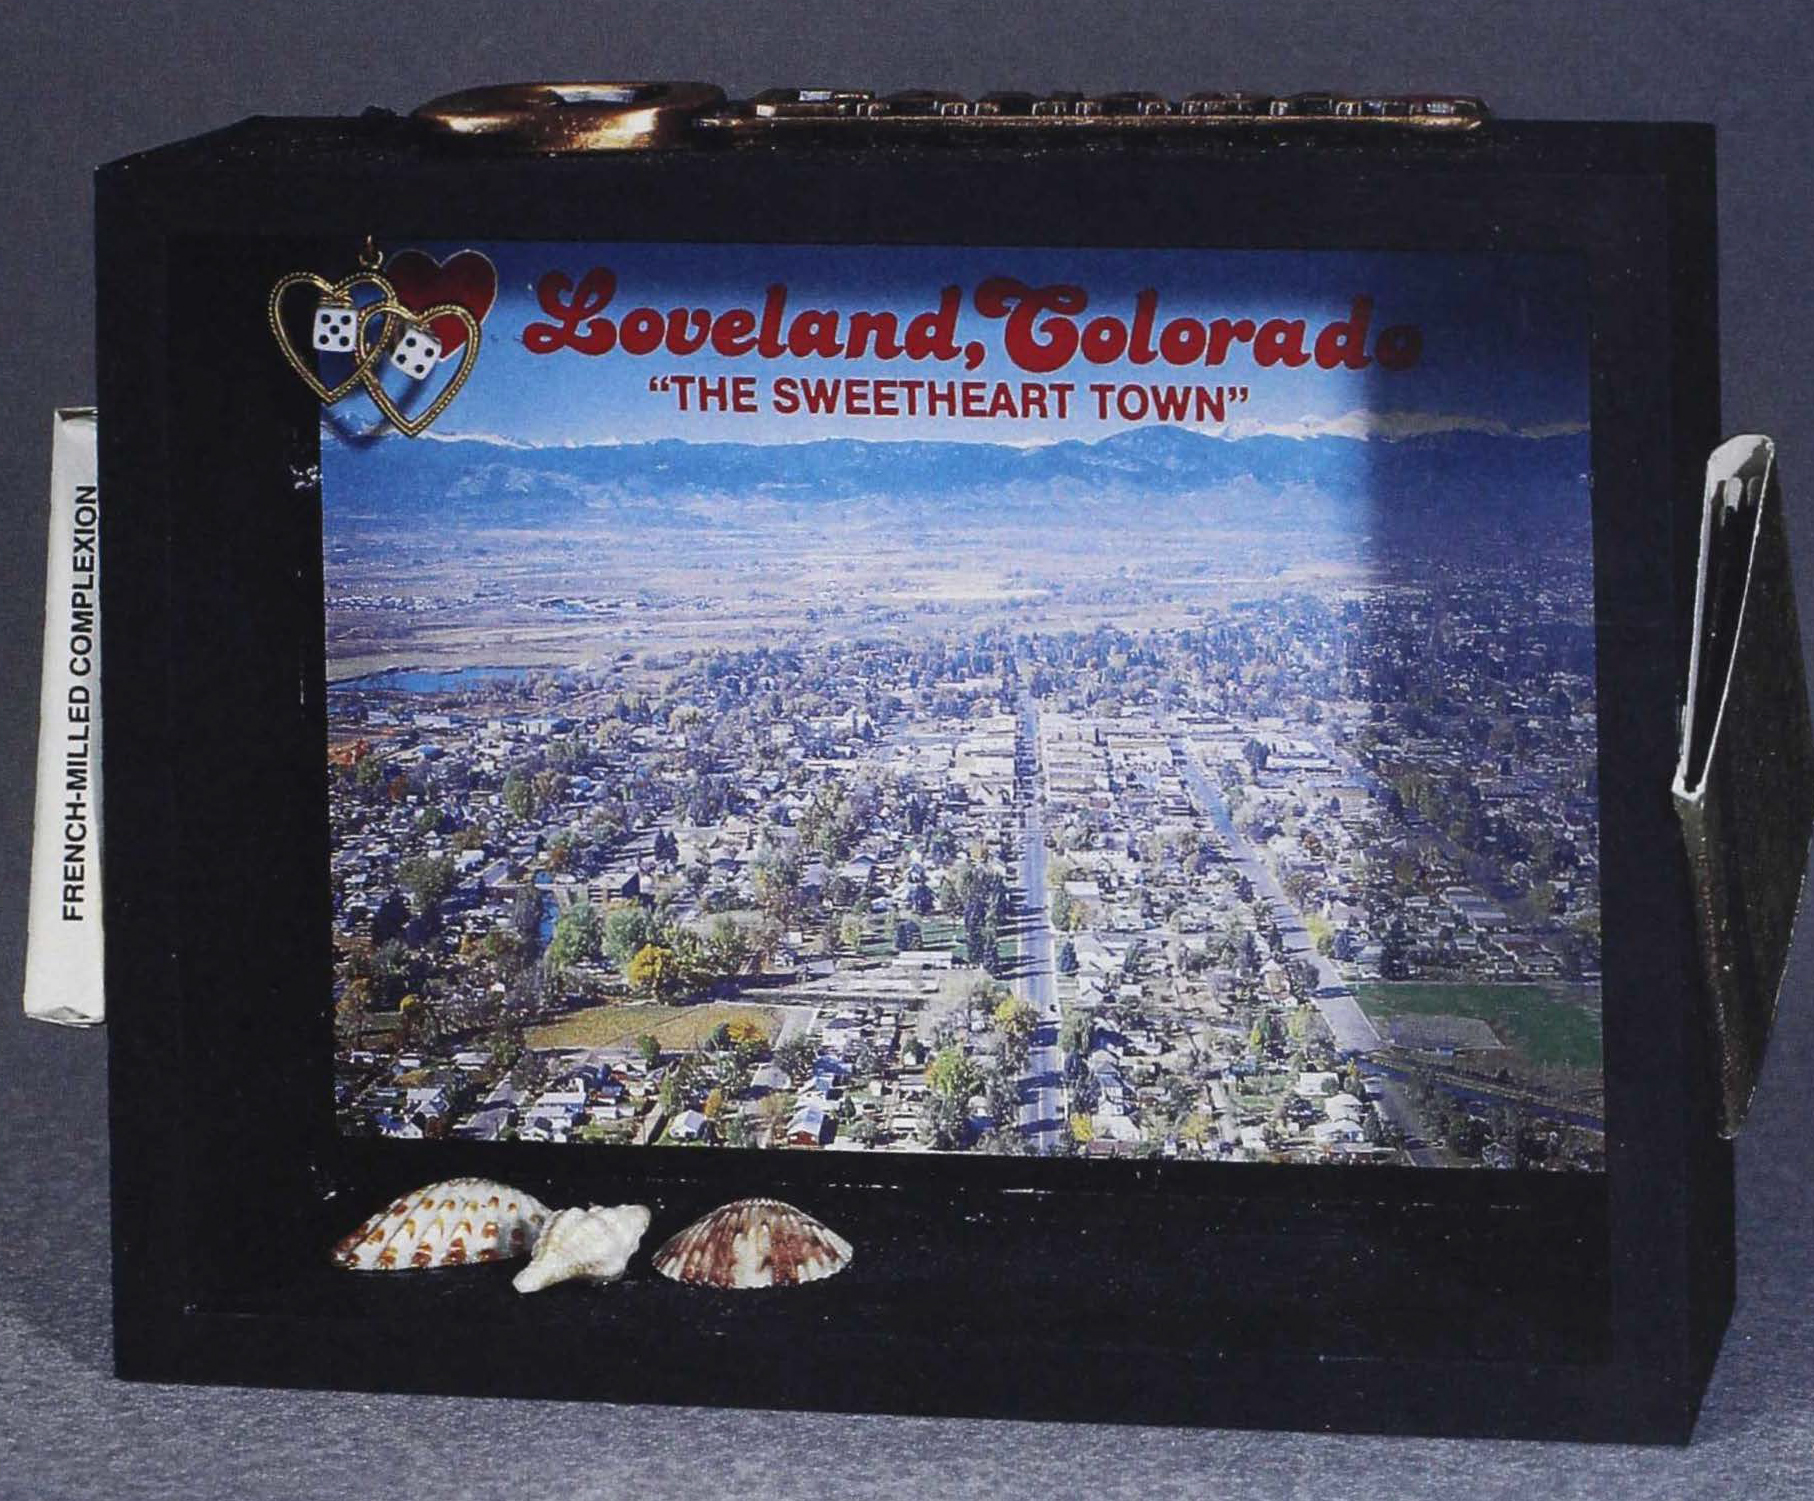 Loveland, Colorado
“THE SWEETHEART TOWN”
FRENCH-MILLED COMPLEXION